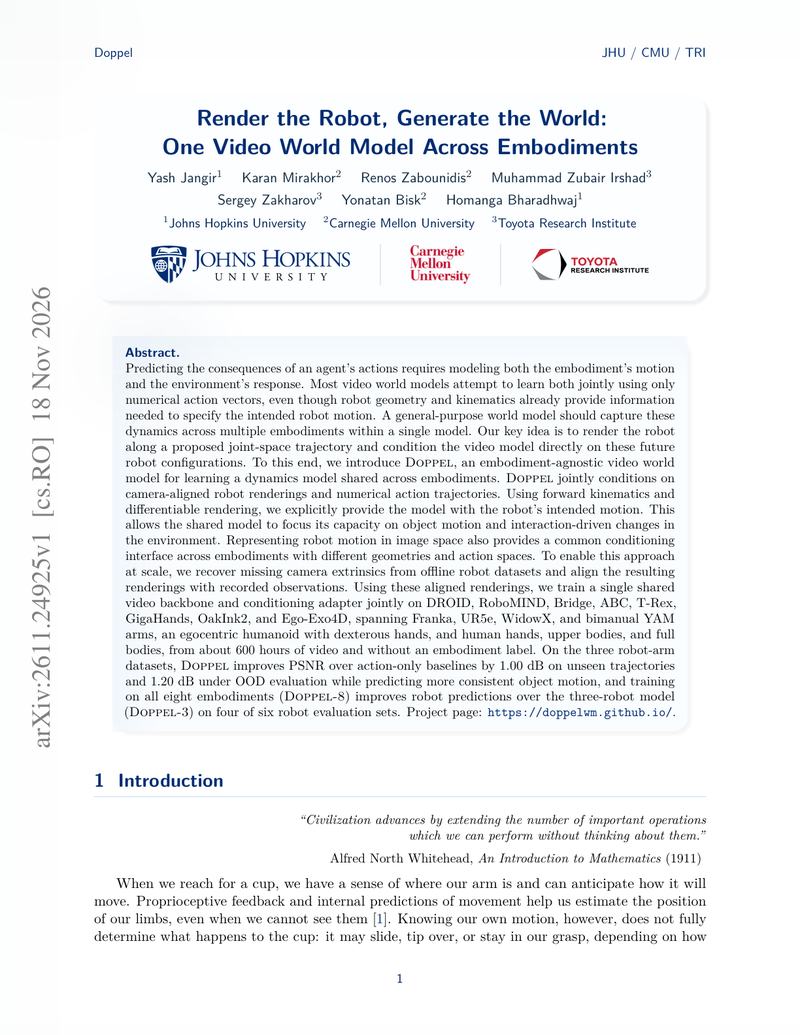 Doppel
JHU / CMU / TRI
Render the Robot, Generate the World:
One Video World Model Across Embodiments
Yash Jangir¹ Karan Mirakhor² Renos Zabounidis² Muhammad Zubair Irshad³
Sergey Zakharov³ Yonatan Bisk² Homanga Bharadhwaj¹
¹Johns Hopkins University ²Carnegie Mellon University ³Toyota Research Institute
JOHNS HOPKINS
UNIVERSITY
Carnegie
Mellon
University
TOYOTA
RESEARCH INSTITUTE
arXiv:2611.24925v1 [cs.RO] 18 Nov 2026
Abstract.
Predicting the consequences of an agent's actions requires modeling both the embodiment's motion
and the environment's response. Most video world models attempt to learn both jointly using only
numerical action vectors, even though robot geometry and kinematics already provide information
needed to specify the intended robot motion. A general-purpose world model should capture these
dynamics across multiple embodiments within a single model. Our key idea is to render the robot
along a proposed joint-space trajectory and condition the video model directly on these future
robot configurations. To this end, we introduce DOPPEL, an embodiment-agnostic video world
model for learning a dynamics model shared across embodiments. DOPPEL jointly conditions on
camera-aligned robot renderings and numerical action trajectories. Using forward kinematics and
differentiable rendering, we explicitly provide the model with the robot's intended motion. This
allows the shared model to focus its capacity on object motion and interaction-driven changes in
the environment. Representing robot motion in image space also provides a common conditioning
interface across embodiments with different geometries and action spaces. To enable this approach
at scale, we recover missing camera extrinsics from offline robot datasets and align the resulting
renderings with recorded observations. Using these aligned renderings, we train a single shared
video backbone and conditioning adapter jointly on DROID, RoboMIND, Bridge, ABC, T-Rex,
GigaHands, OakInk2, and Ego-Exo4D, spanning Franka, UR5e, WidowX, and bimanual YAM
arms, an egocentric humanoid with dexterous hands, and human hands, upper bodies, and full
bodies, from about 600 hours of video and without an embodiment label. On the three robot-arm
datasets, DOPPEL improves PSNR over action-only baselines by 1.00 dB on unseen trajectories
and 1.20 dB under OOD evaluation while predicting more consistent object motion, and training
on all eight embodiments (DOPPEL-8) improves robot predictions over the three-robot model
(DOPPEL-3) on four of six robot evaluation sets. Project page: https://doppelwm.github.io/.
1 Introduction
“Civilization advances by extending the number of important operations
which we can perform without thinking about them.”
Alfred North Whitehead, An Introduction to Mathematics (1911)
When we reach for a cup, we have a sense of where our arm is and can anticipate how it will
move. Proprioceptive feedback and internal predictions of movement help us estimate the position
of our limbs, even when we cannot see them [1]. Knowing our own motion, however, does not fully
determine what happens to the cup: it may slide, tip over, or stay in our grasp, depending on how
1